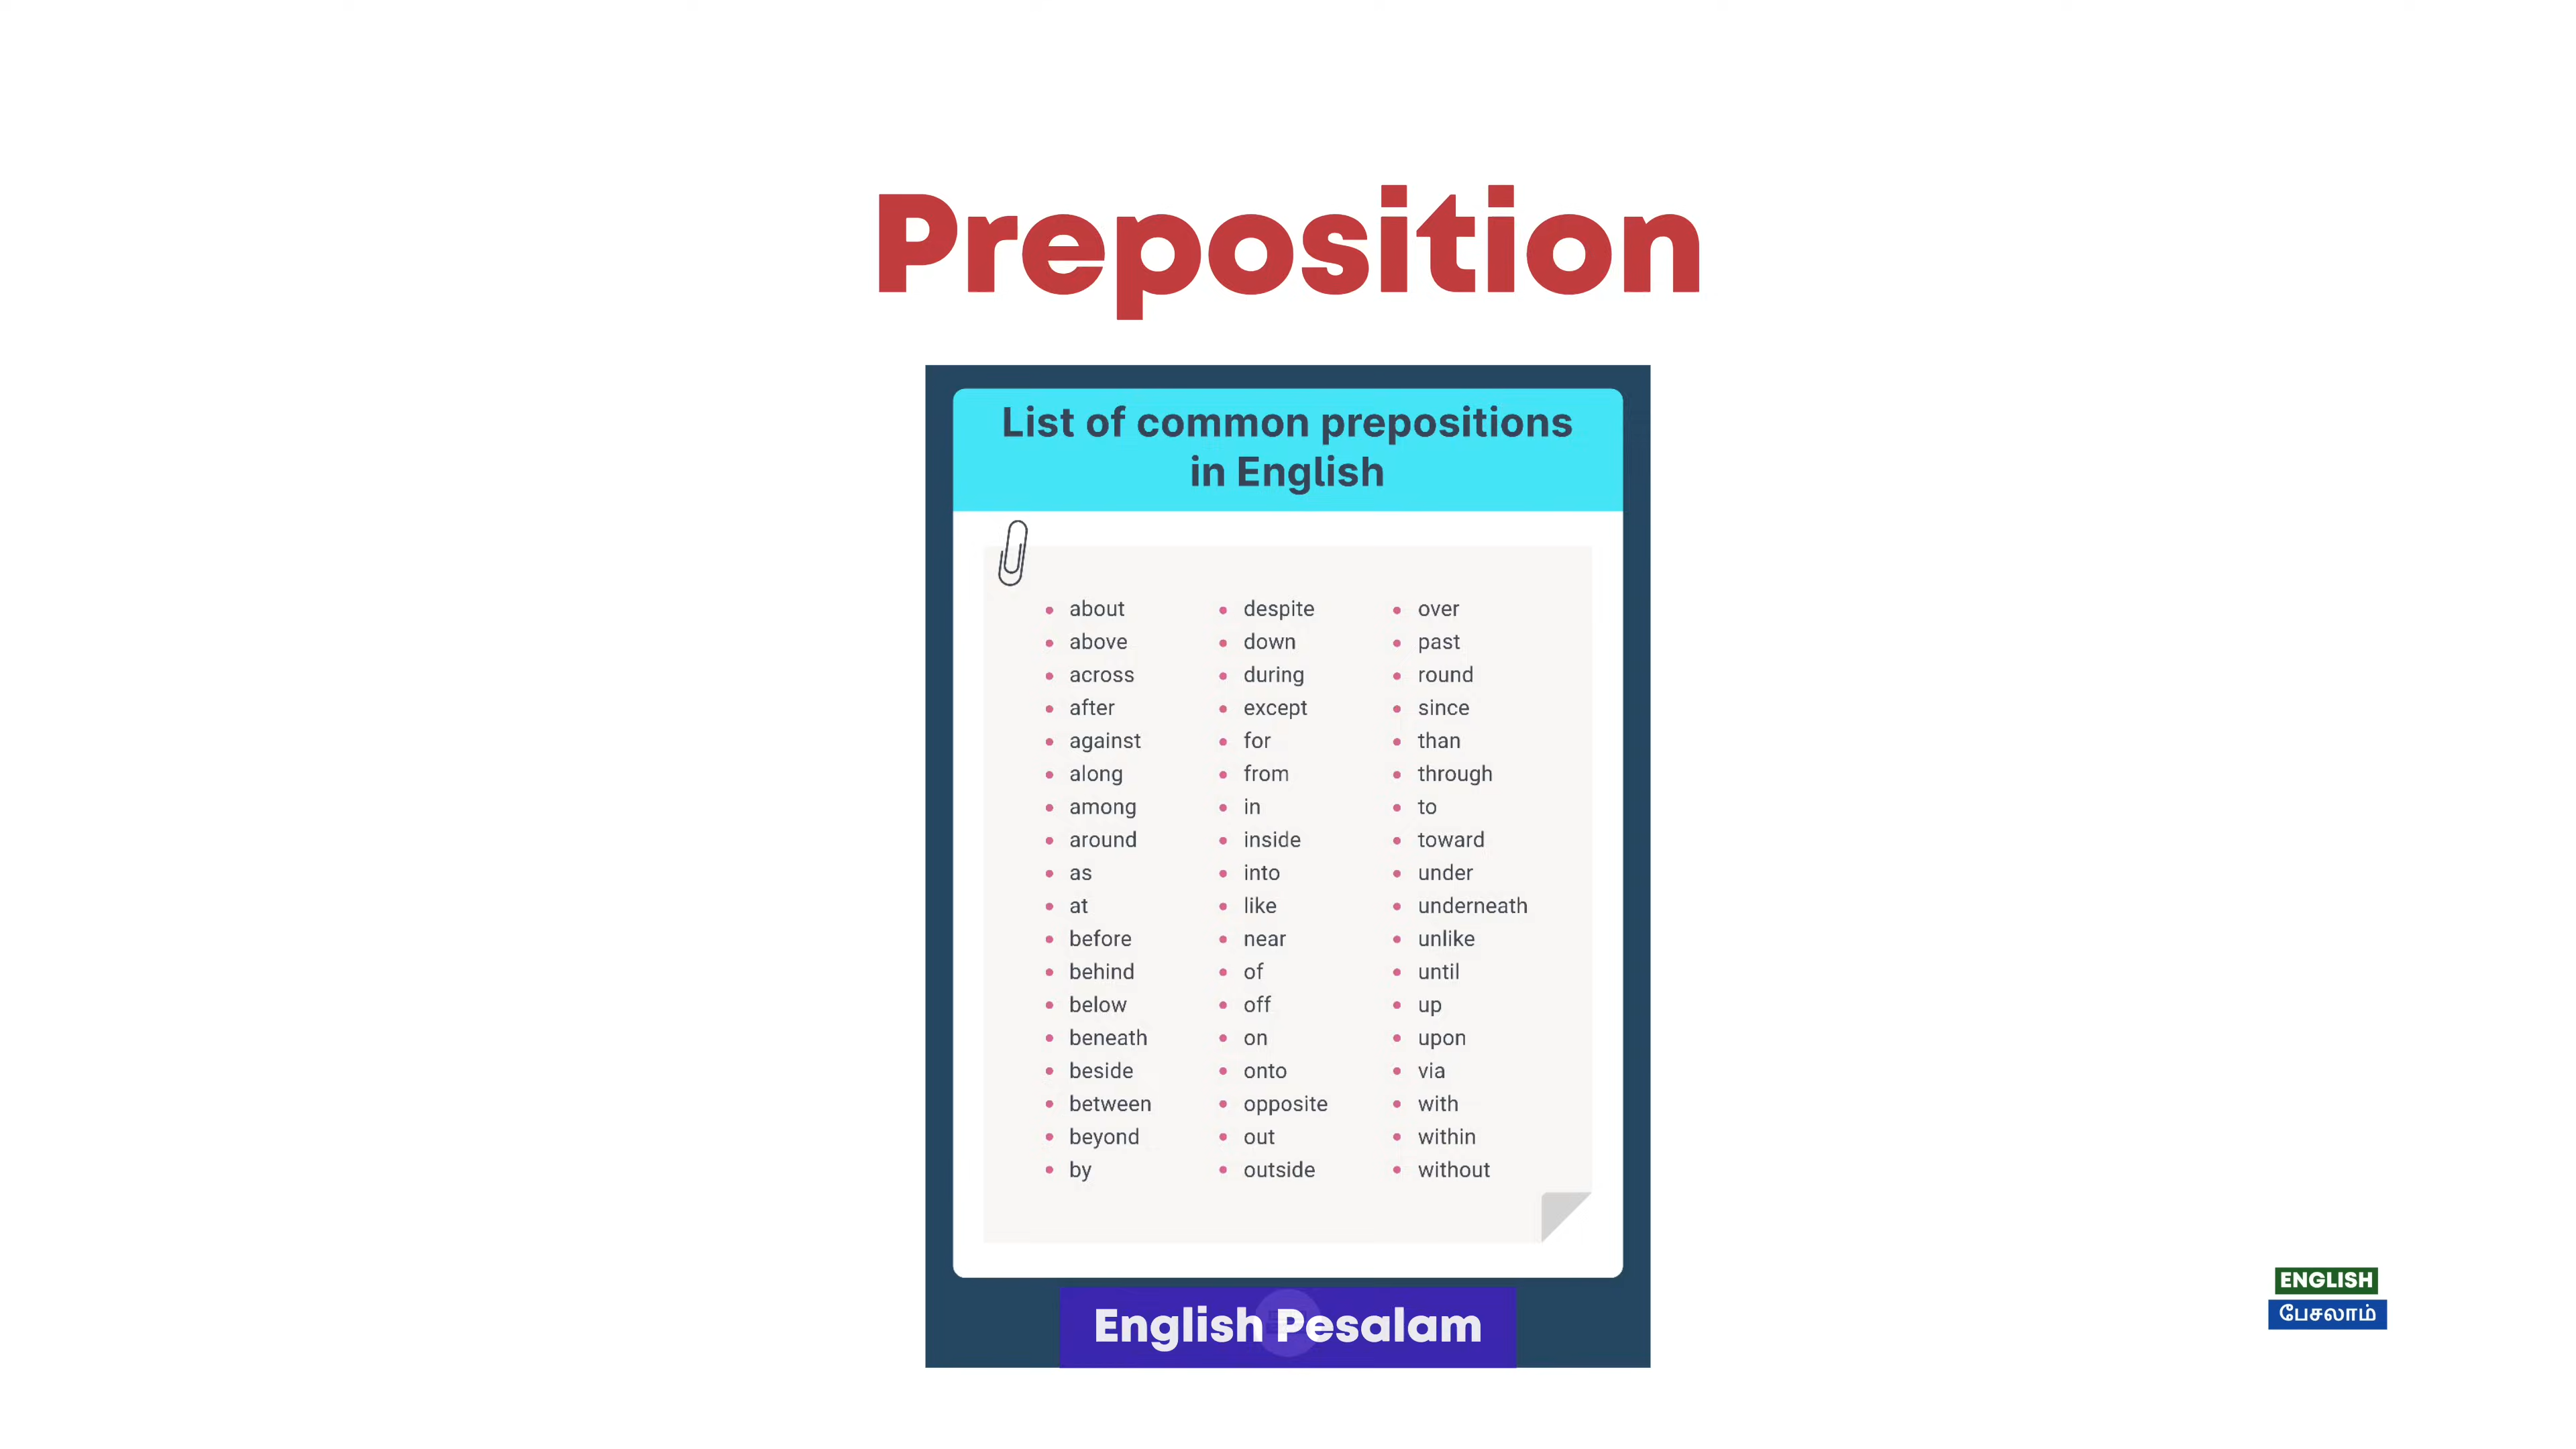 Preposition
List of common prepositions
in English
about
above
across
after
against
along
among
around
as
at
before
behind
below
beneath
beside
between
beyond
by
despite
down
during
except
for
from
in
inside
into
like
near
of
off
on
onto
opposite
out
outside
over
past
round
since
than
through
to
toward
under
underneath
unlike
until
up
upon
via
with
within
without
English Pesalam
ENGLISH
பேசலாம்